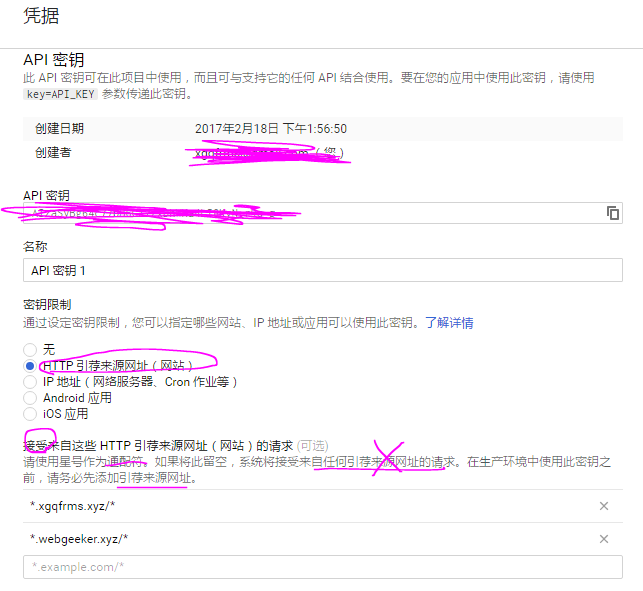 凭据
API 密钥
此 API 密钥可在此项目中使用，而且可与支持它的任何 API 结合使用。要在您的应用中使用此密钥，请使用
key=API_KEY 参数传递此密钥。
创建日期 2017年2月18日 下午1:56:50
创建者 （您）
API 密钥
名称
API 密钥 1
密钥限制
通过设定密钥限制，您可以指定哪些网站、IP 地址或应用可以使用此密钥。了解详情
无
HTTP 引荐来源网址（网站）
IP 地址（网络服务器、Cron 作业等）
Android 应用
iOS 应用
接受来自这些 HTTP 引荐来源网址（网站）的请求 (可选)
请使用星号作为通配符。如果将此留空，系统将接受来自任何引荐来源网址的请求。在生产环境中使用此密钥之
前，请务必先添加引荐来源网址。
*.xgqfrms.xyz/*
*.webgeeker.xyz/*
*.example.com/*